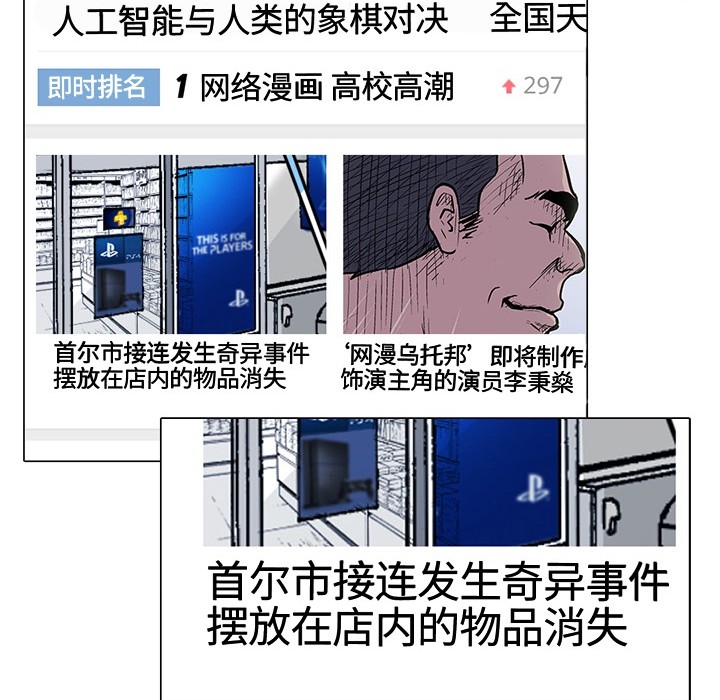 人工智能与人类的象棋对决 全国天
即时排名 1 网络漫画 高校高潮 297
THIS IS FOR
THE PLAYERS
PS4
首尔市接连发生奇异事件
摆放在店内的物品消失
‘网漫乌托邦’ 即将制作
饰演主角的演员李秉燊
首尔市接连发生奇异事件
摆放在店内的物品消失